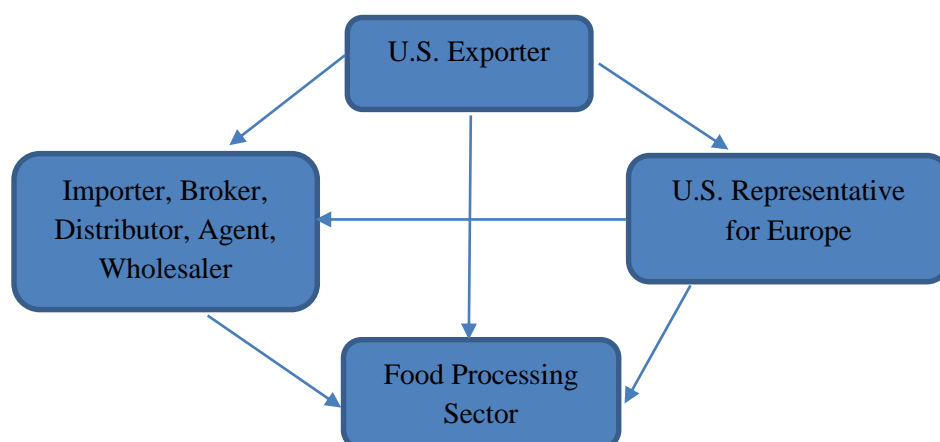 U.S. Exporter
Importer, Broker,
Distributor, Agent,
Wholesaler
U.S. Representative
for Europe
Food Processing
Sector